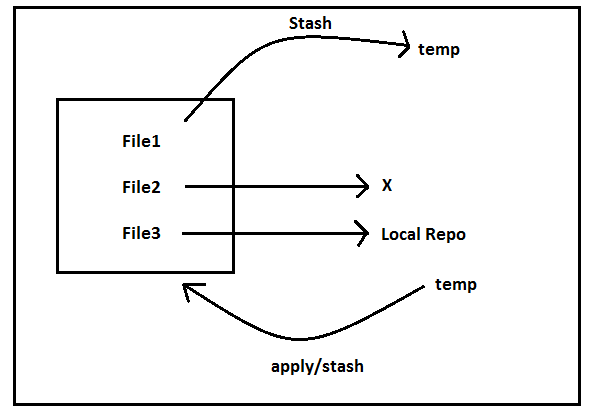 Stash
temp
File1
File2
X
File3
Local Repo
temp
apply/stash